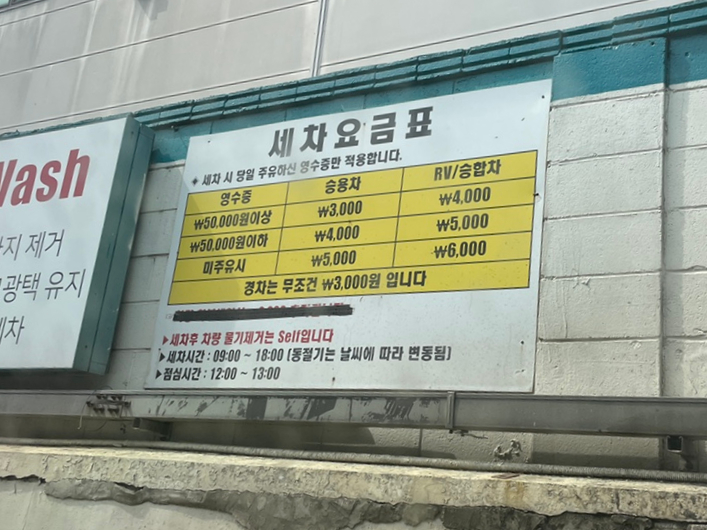 Wash
지 제거
광택 유지
세차
세차요금표
※ 세차 시 당일 주유하신 영수증만 적용합니다.
영수증 승용차 RV/승합차
₩50,000원이상 ₩3,000 ₩4,000
₩50,000원이하 ₩4,000 ₩5,000
미주유시 ₩5,000 ₩6,000
경차는 무조건 ₩3,000원 입니다
▶세차후 차량 물기제거는 Self입니다
▶세차시간 : 09:00 ~ 18:00 (동절기는 날씨에 따라 변동됨)
▶점심시간 : 12:00 ~ 13:00